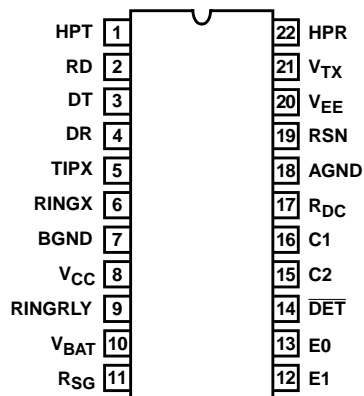 HPT 1 22 HPR
RD 2 21 VTX
DT 3 20 VEE
DR 4 19 RSN
TIPX 5 18 AGND
RINGX 6 17 RDC
BGND 7 16 C1
VCC 8 15 C2
RINGRLY 9 14 D̅E̅T̅
VBAT 10 13 E0
RSG 11 12 E1